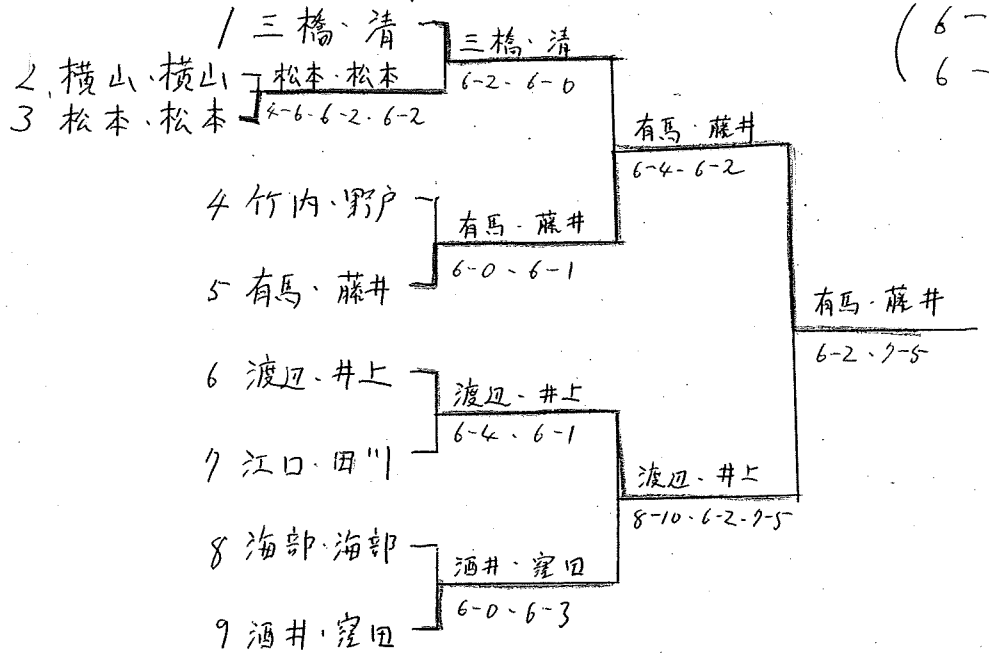 1 三橋・清
2. 横山・横山
3 松本・松本
4 竹内・野戸
5 有馬・藤井
6 渡辺・井上
7 江口・田川
8 海部・海部
9 酒井・窪田
松本・松本
4-6・6-2・6-2
三橋・清
6-2・6-0
有馬・藤井
6-0・6-1
渡辺・井上
6-4・6-1
酒井・窪田
6-0・6-3
有馬・藤井
6-4・6-2
渡辺・井上
8-10・6-2・7-5
有馬・藤井
6-2・7-5
( 6-
6-